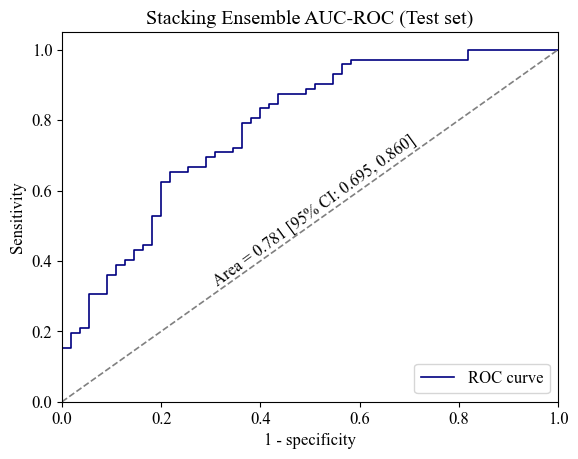 Stacking Ensemble AUC-ROC (Test set)
1.0
0.8
0.6
0.4
0.2
0.0
Sensitivity
Area = 0.781 [95% CI: 0.695, 0.860]
ROC curve
0.0 0.2 0.4 0.6 0.8 1.0
1 - specificity